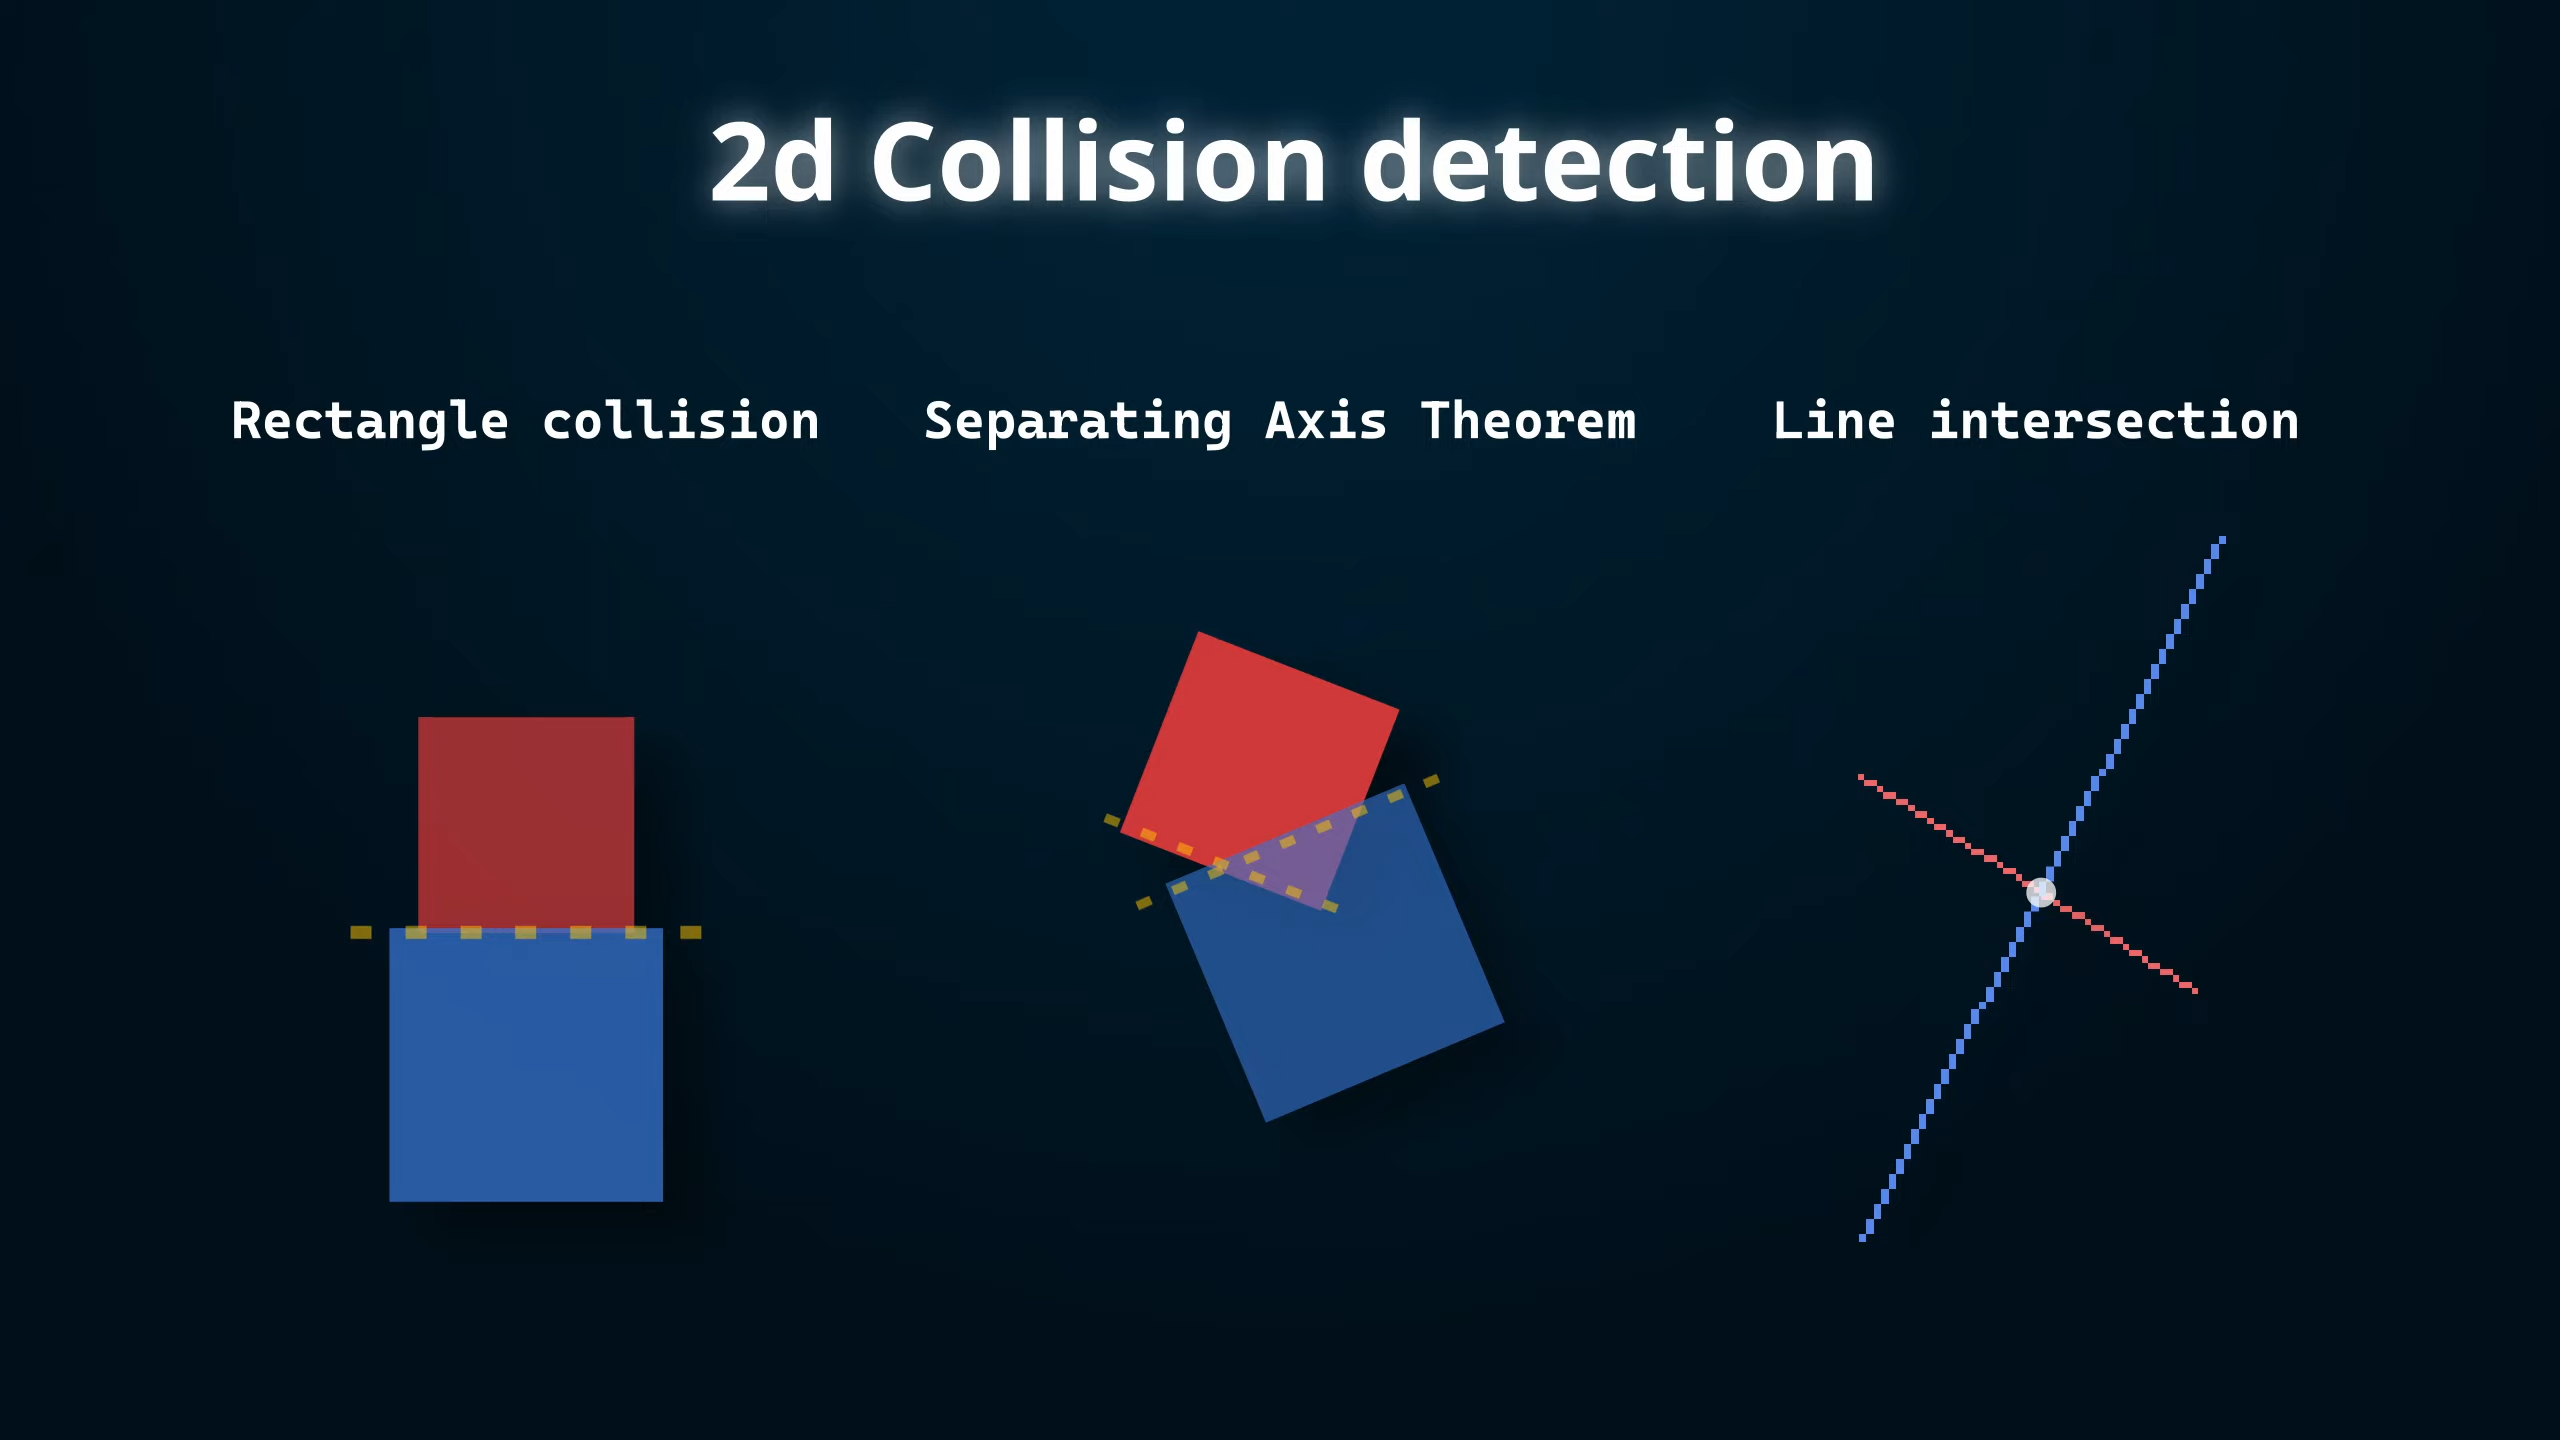 2d Collision detection
Rectangle collision
Separating Axis Theorem
Line intersection